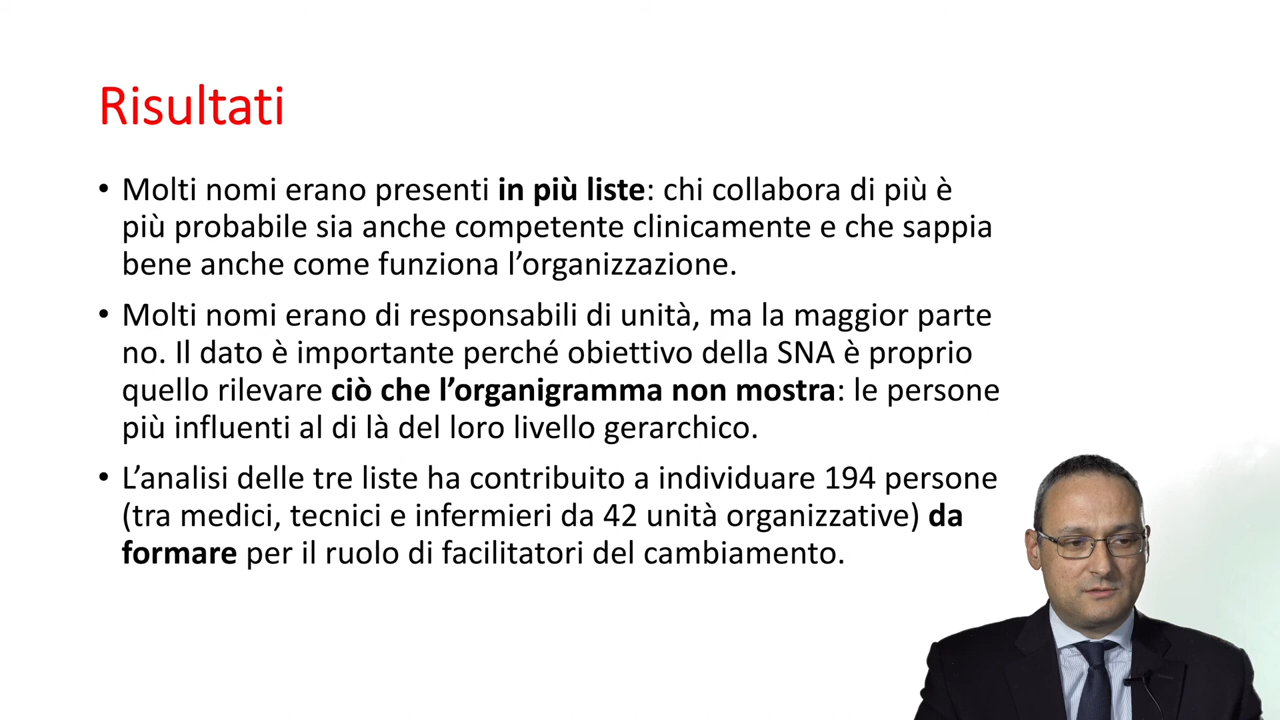 Risultati
• Molti nomi erano presenti in più liste: chi collabora di più è
più probabile sia anche competente clinicamente e che sappia
bene anche come funziona l’organizzazione.
• Molti nomi erano di responsabili di unità, ma la maggior parte
no. Il dato è importante perché obiettivo della SNA è proprio
quello rilevare ciò che l’organigramma non mostra: le persone
più influenti al di là del loro livello gerarchico.
• L’analisi delle tre liste ha contribuito a individuare 194 persone
(tra medici, tecnici e infermieri da 42 unità organizzative) da
formare per il ruolo di facilitatori del cambiamento.